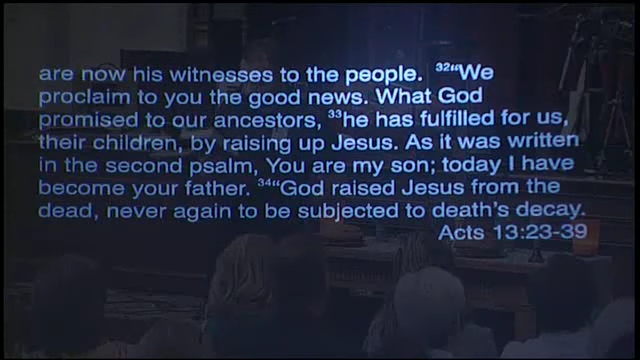 are now his witnesses to the people. ³²“We
proclaim to you the good news. What God
promised to our ancestors, ³³he has fulfilled for us,
their children, by raising up Jesus. As it was written
in the second psalm, You are my son; today I have
become your father. ³⁴“God raised Jesus from the
dead, never again to be subjected to death’s decay.
Acts 13:23-39